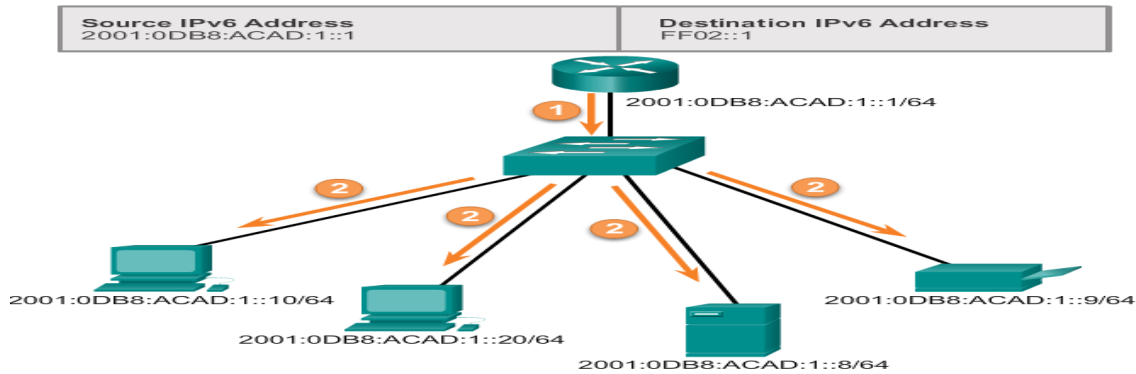 Source IPv6 Address
2001:0DB8:ACAD:1::1
Destination IPv6 Address
FF02::1
2001:0DB8:ACAD:1::1/64
1
2
2
2
2
2001:0DB8:ACAD:1::10/64
2001:0DB8:ACAD:1::20/64
2001:0DB8:ACAD:1::8/64
2001:0DB8:ACAD:1::9/64